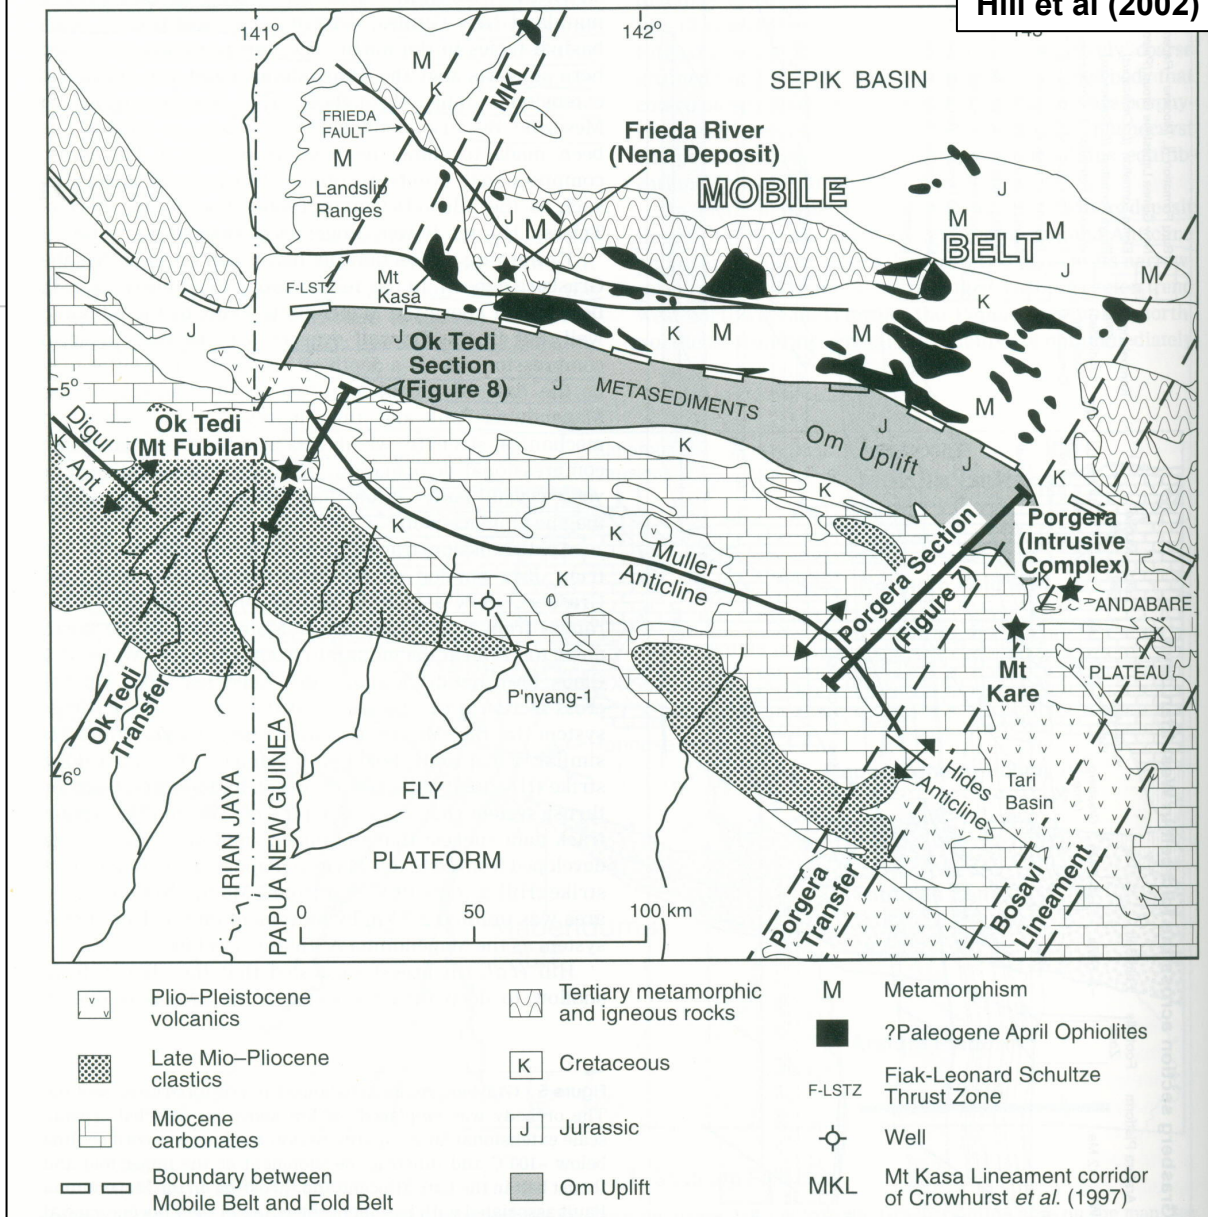 Hill et al (2002)
141°
142°
SEPIK BASIN
M
K
MKL
J
FRIEDA
FAULT
M
Landslip
Ranges
Frieda River
(Nena Deposit)
MOBILE
BELT
J
M
J
M
M
J
M
F-LSTZ
Mt
Kasa
K
J
J
K
M
M
Ok Tedi
Section
(Figure 8)
5°
J
METASEDIMENTS
M
J
Om Uplift
J
Digul
Ant
K
Ok Tedi
(Mt Fubilan)
K
K
K
K
K
Muller
Anticline
K
Porgera Section
(Figure 7)
Porgera
(Intrusive
Complex)
K
ANDABARE
PLATEAU
K
Mt
Kare
P'nyang-1
Ok Tedi
Transfer
6°
IRIAN JAYA
PAPUA NEW GUINEA
FLY
PLATFORM
Hides
Anticline
Tari
Basin
Porgera
Transfer
Bosavi
Lineament
0 50 100 km
Plio–Pleistocene
volcanics
Late Mio–Pliocene
clastics
Miocene
carbonates
Boundary between
Mobile Belt and Fold Belt
Tertiary metamorphic
and igneous rocks
K Cretaceous
J Jurassic
Om Uplift
M Metamorphism
?Paleogene April Ophiolites
F-LSTZ Fiak-Leonard Schultze
Thrust Zone
Well
MKL Mt Kasa Lineament corridor
of Crowhurst et al. (1997)